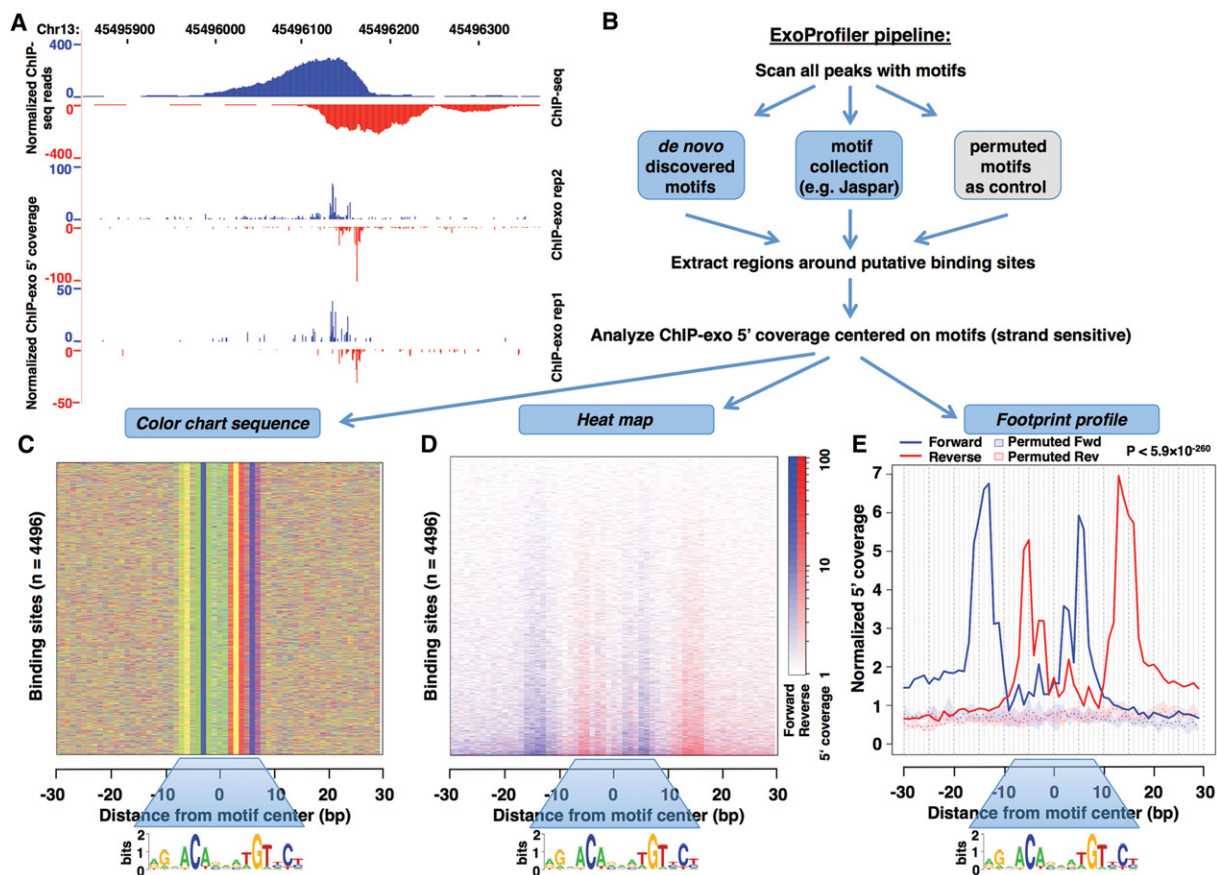 A
Chr13: 45495900 45496000 45496100 45496200 45496300
400
0
0
-400
Normalized ChIP-
seq reads
ChIP-seq
100
0
0
-100
ChIP-exo rep2
50
0
0
-50
Normalized ChIP-exo 5' coverage
ChIP-exo rep1
B
ExoProfiler pipeline:
Scan all peaks with motifs
de novo
discovered
motifs
motif
collection
(e.g. Jaspar)
permuted
motifs
as control
Extract regions around putative binding sites
Analyze ChIP-exo 5' coverage centered on motifs (strand sensitive)
Color chart sequence
Heat map
Footprint profile
C
Binding sites (n = 4496)
-30 -20 -10 0 10 20 30
Distance from motif center (bp)
2
1
0
bits
D
Binding sites (n = 4496)
100
10
1
Forward
Reverse
5' coverage
-30 -20 -10 0 10 20 30
Distance from motif center (bp)
2
1
0
bits
E
Forward
Reverse
Permuted Fwd
Permuted Rev
P < 5.9×10-260
7
6
5
4
3
2
1
0
Normalized 5' coverage
-30 -20 -10 0 10 20 30
Distance from motif center (bp)
2
1
0
bits